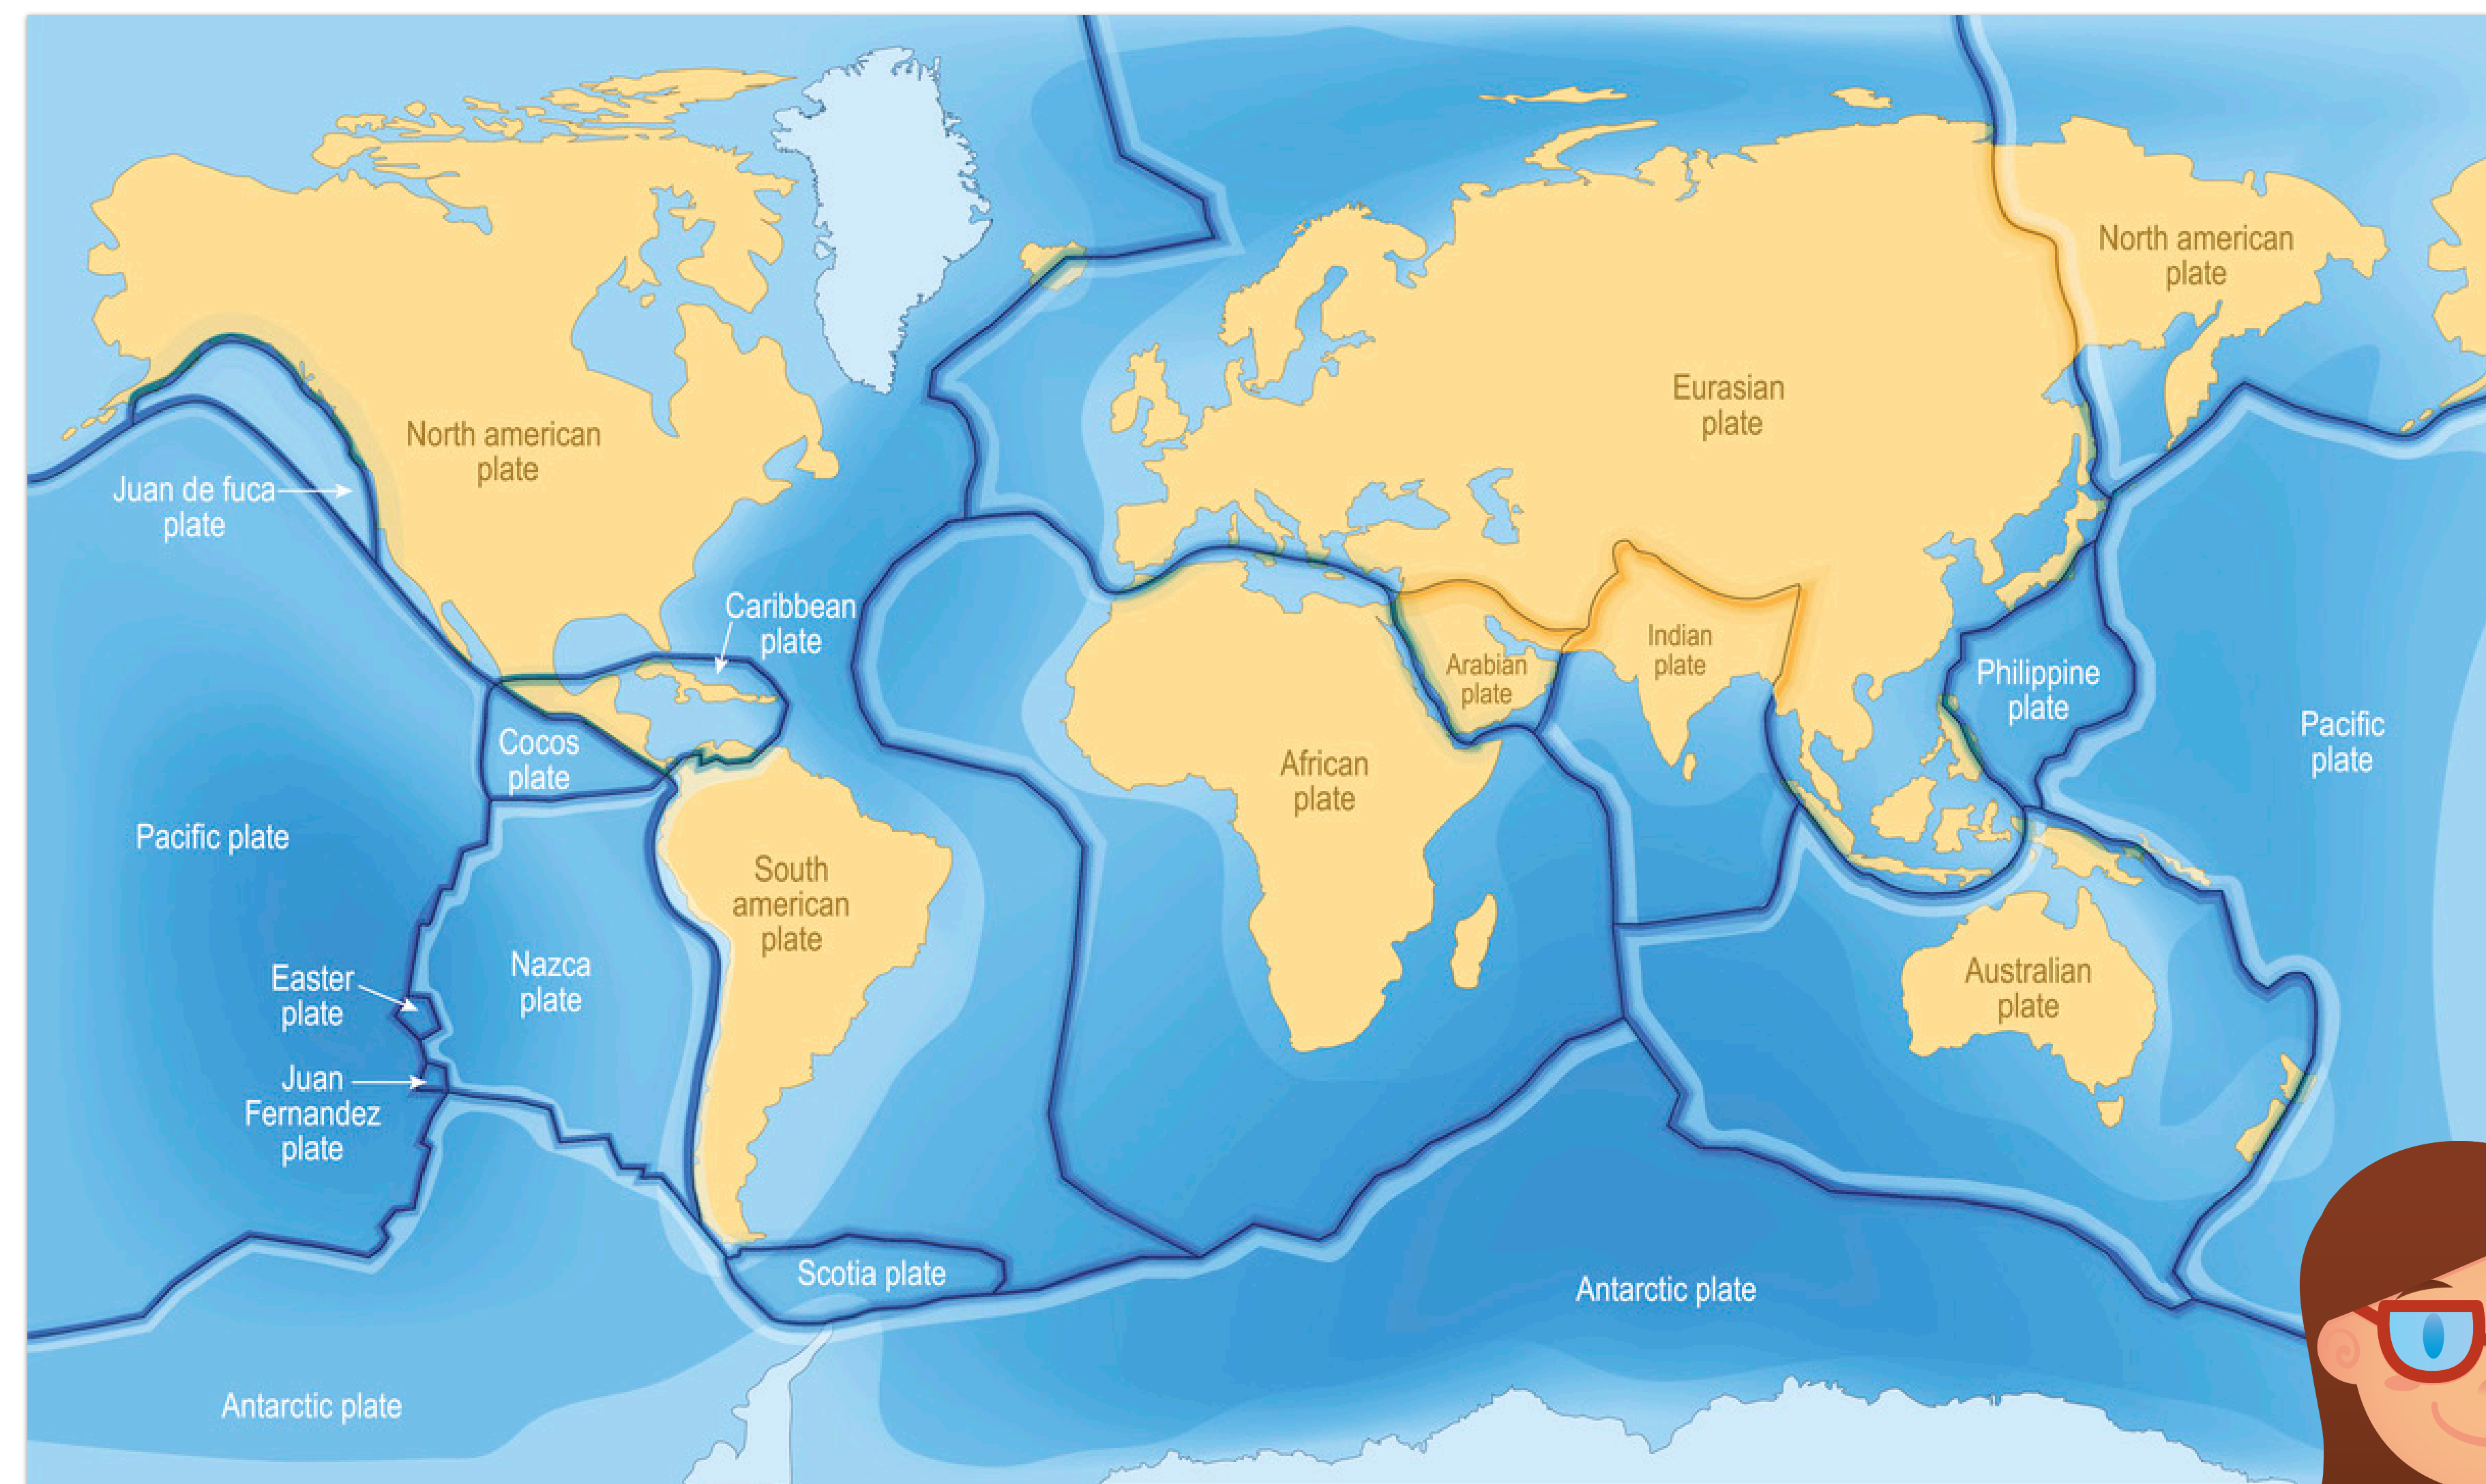 North american
plate
North american
plate
Eurasian
plate
Juan de fuca
plate
Caribbean
plate
Indian
plate
Arabian
plate
Philippine
plate
Pacific
plate
Cocos
plate
African
plate
Pacific plate
South
american
plate
Nazca
plate
Easter
plate
Australian
plate
Juan
Fernandez
plate
Scotia plate
Antarctic plate
Antarctic plate